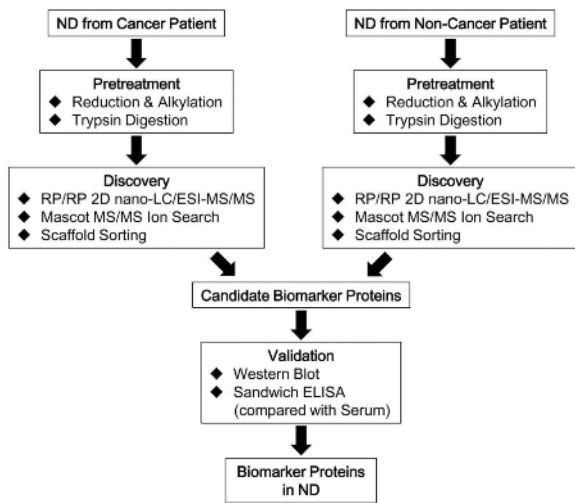 ND from Cancer Patient
Pretreatment
◆ Reduction & Alkylation
◆ Trypsin Digestion
Discovery
◆ RP/RP 2D nano-LC/ESI-MS/MS
◆ Mascot MS/MS Ion Search
◆ Scaffold Sorting
ND from Non-Cancer Patient
Pretreatment
◆ Reduction & Alkylation
◆ Trypsin Digestion
Discovery
◆ RP/RP 2D nano-LC/ESI-MS/MS
◆ Mascot MS/MS Ion Search
◆ Scaffold Sorting
Candidate Biomarker Proteins
Validation
◆ Western Blot
◆ Sandwich ELISA
(compared with Serum)
Biomarker Proteins
in ND